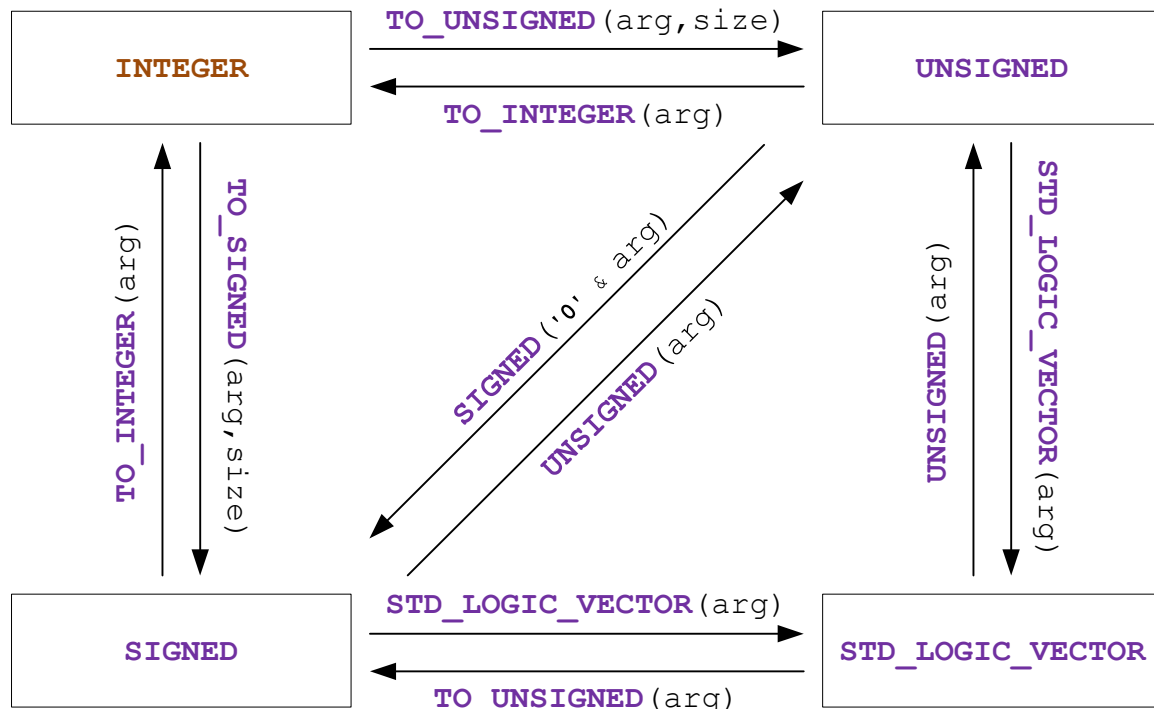 TO_UNSIGNED(arg,size)
INTEGER
UNSIGNED
TO_INTEGER(arg)
TO_INTEGER(arg)
TO_SIGNED(arg,size)
SIGNED('0' & arg)
UNSIGNED(arg)
UNSIGNED(arg)
STD_LOGIC_VECTOR(arg)
STD_LOGIC_VECTOR(arg)
SIGNED
STD_LOGIC_VECTOR
TO_UNSIGNED(arg)